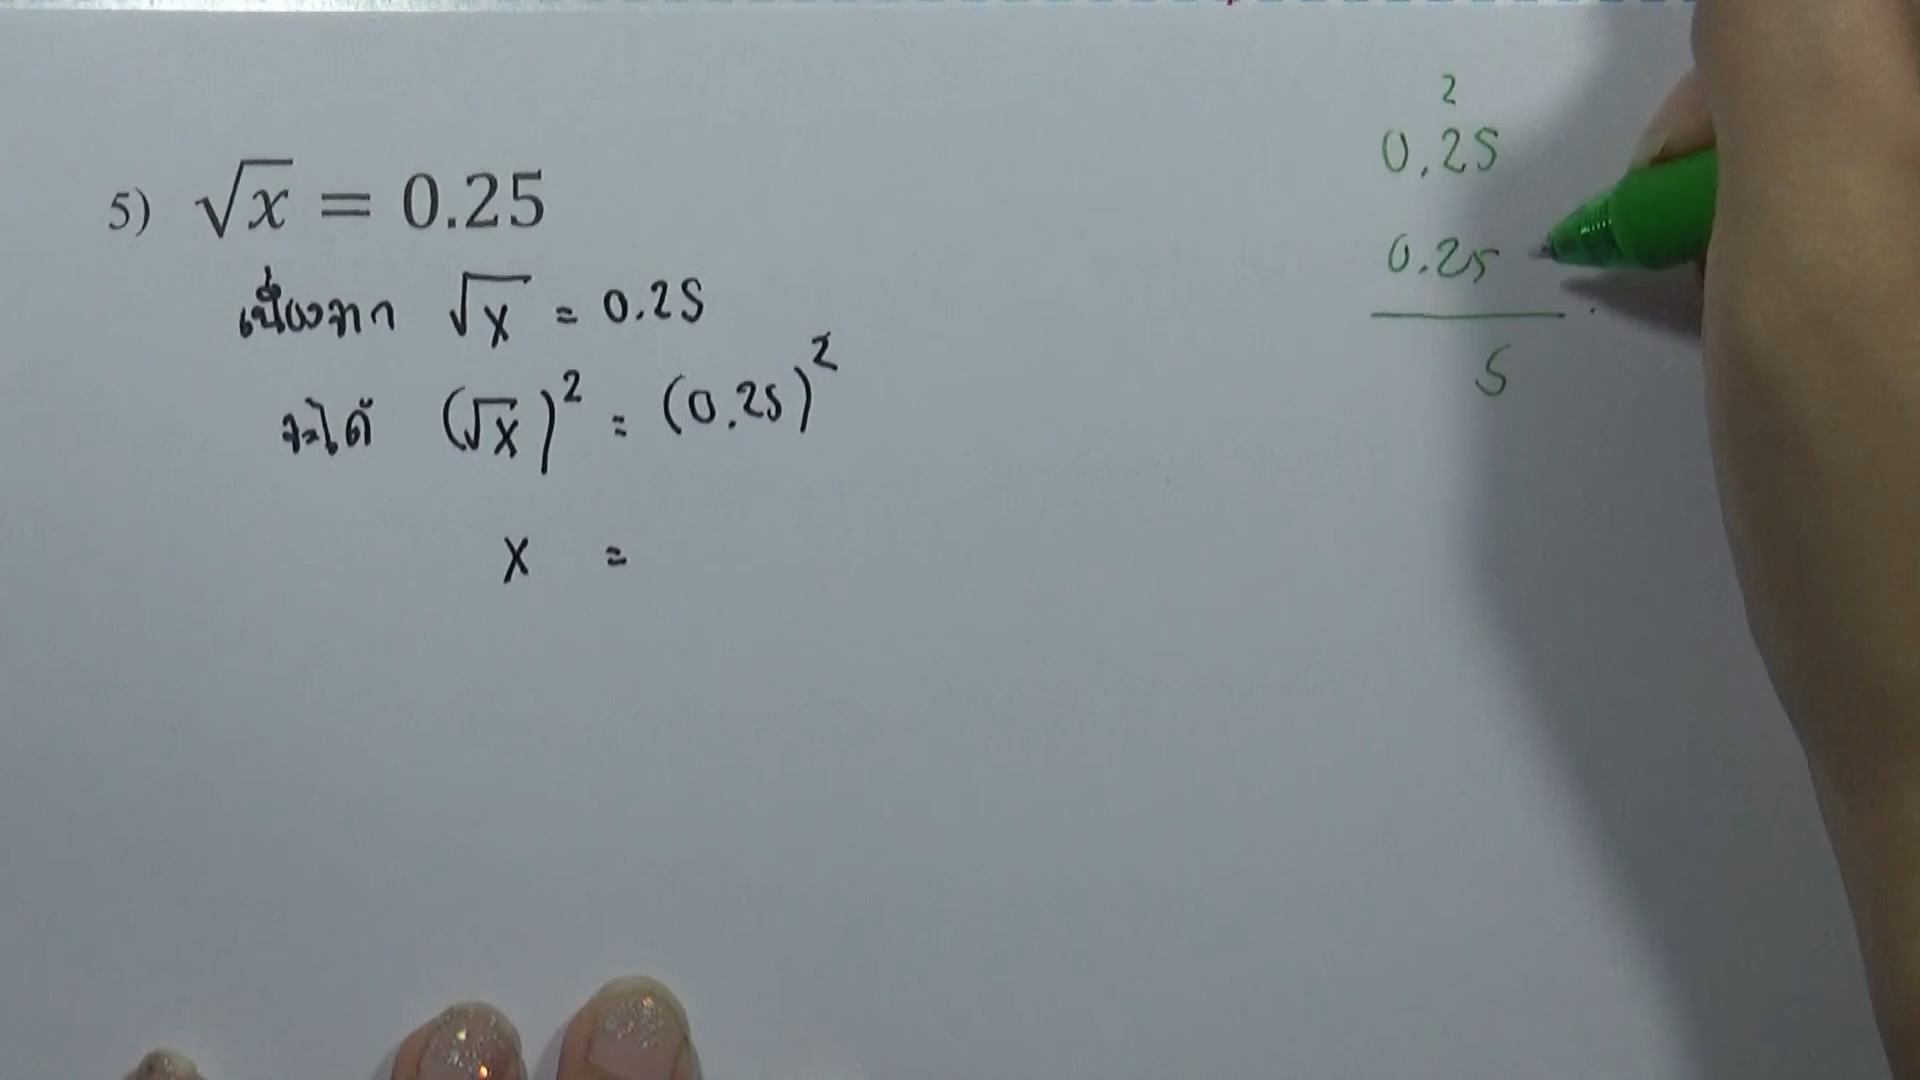 5) √x = 0.25
เนื่องจาก √x = 0.25
จะได้ (√x)² = (0.25)²
x =
2
0.25
0.25
5